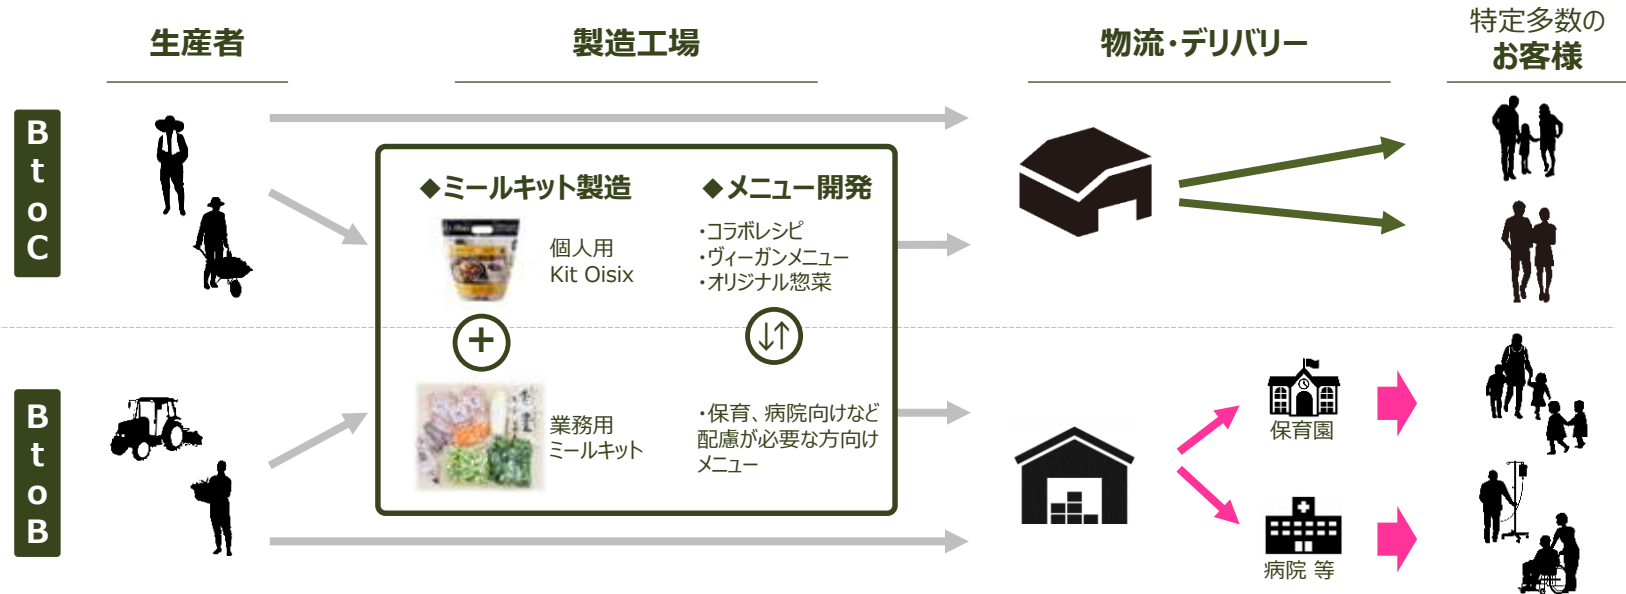 生産者
製造工場
物流・デリバリー
特定多数の
お客様
BtoC
◆ミールキット製造
個人用
Kit Oisix
+
業務用
ミールキット
◆メニュー開発
・コラボレシピ
・ヴィーガンメニュー
・オリジナル惣菜
↓↑
・保育、病院向けなど
配慮が必要な方向け
メニュー
BtoB
保育園
病院 等